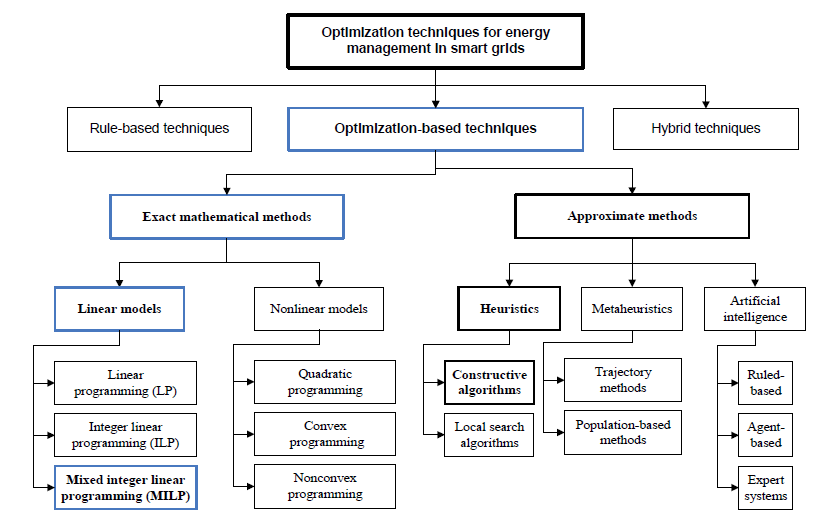 Optimization techniques for energy
management in smart grids
Rule-based techniques
Optimization-based techniques
Hybrid techniques
Exact mathematical methods
Approximate methods
Linear models
Nonlinear models
Heuristics
Metaheuristics
Artificial
intelligence
Linear
programming (LP)
Integer linear
programming (ILP)
Mixed integer linear
programming (MILP)
Quadratic
programming
Convex
programming
Nonconvex
programming
Constructive
algorithms
Local search
algorithms
Trajectory
methods
Population-based
methods
Ruled-
based
Agent-
based
Expert
systems